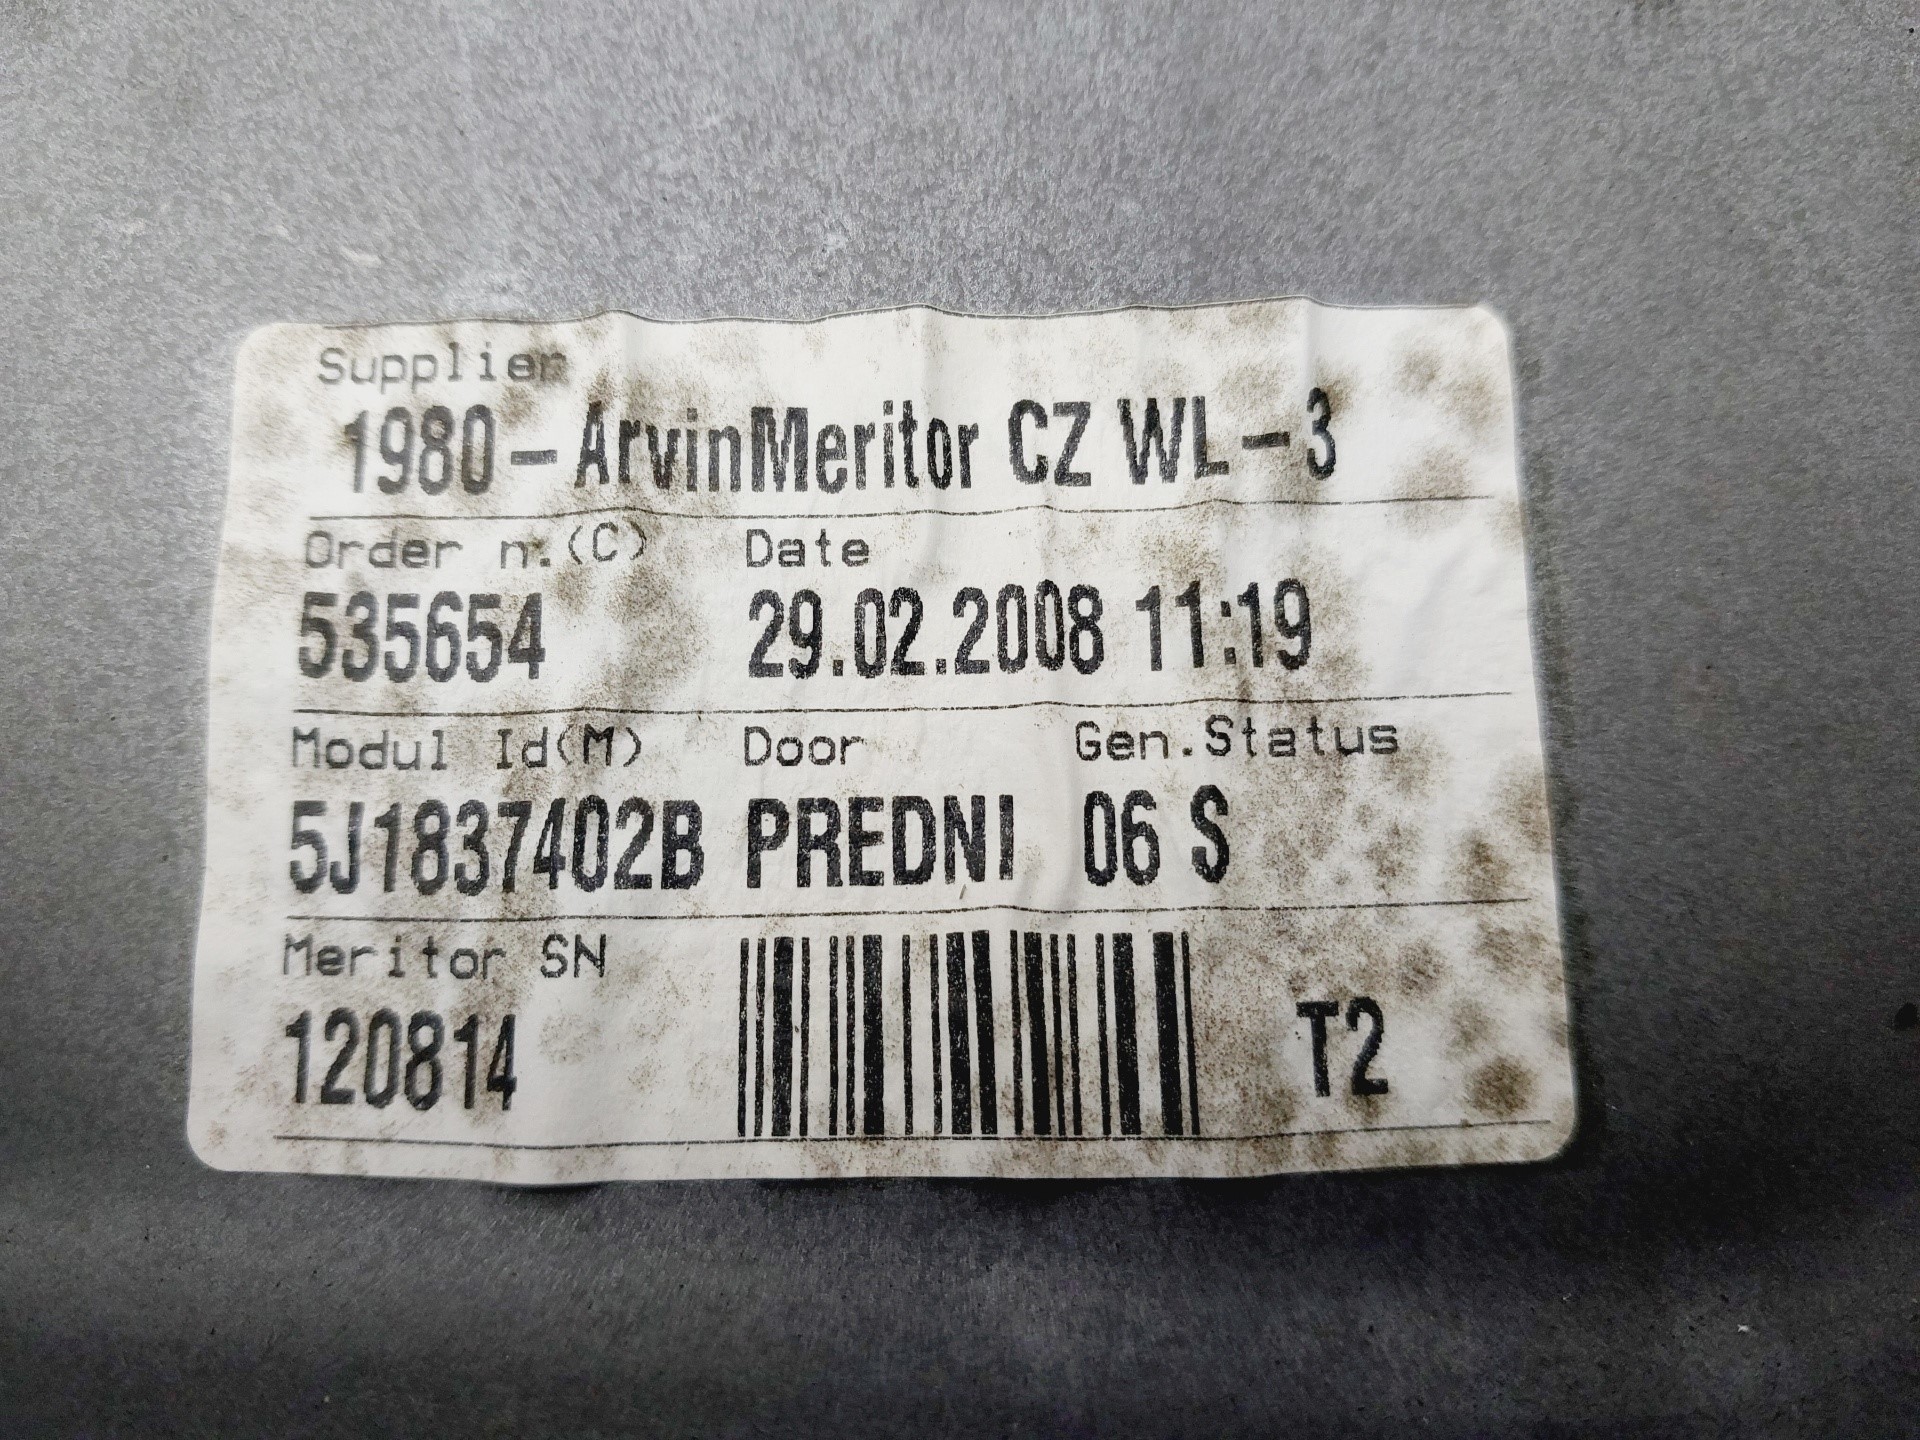 Supplier
1980 - ArvinMeritor CZ WL - 3
Order n.(C) Date
535654 29.02.2008 11:19
Modul Id(M) Door Gen.Status
5J1837402B PREDNI 06 S
Meritor SN
120814 T2